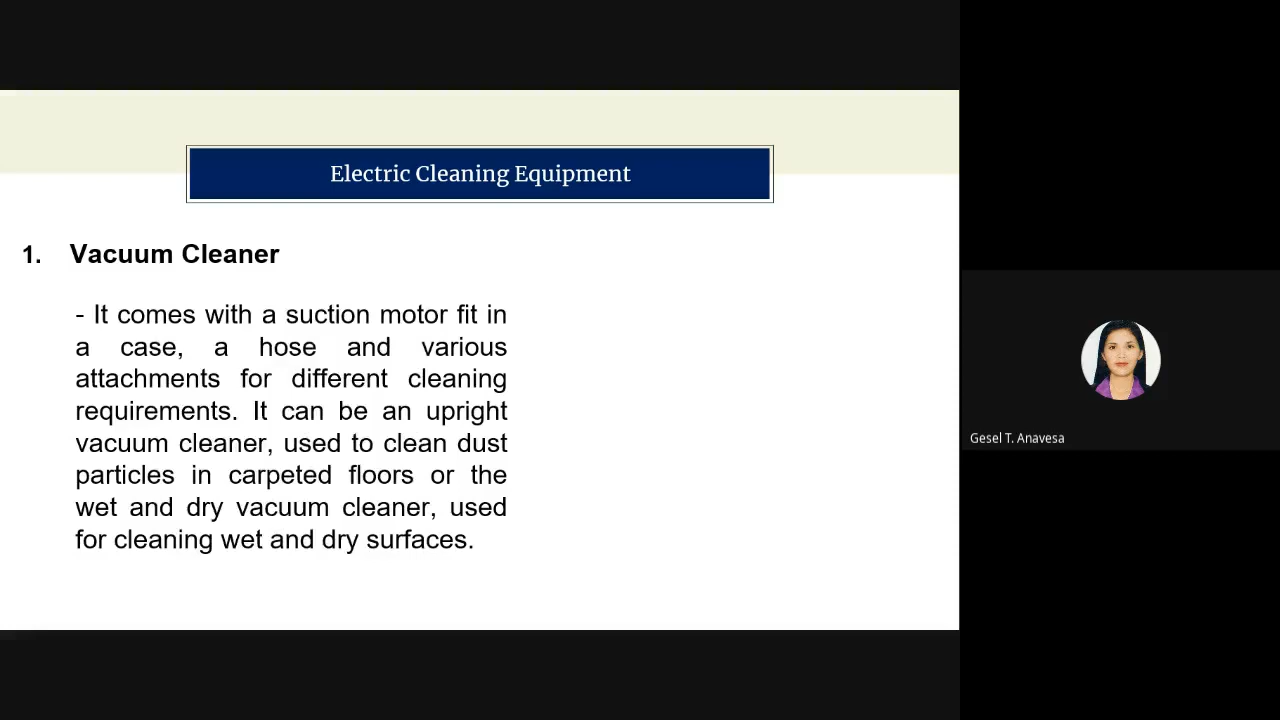 Electric Cleaning Equipment
1. Vacuum Cleaner
- It comes with a suction motor fit in
a case, a hose and various
attachments for different cleaning
requirements. It can be an upright
vacuum cleaner, used to clean dust
particles in carpeted floors or the
wet and dry vacuum cleaner, used
for cleaning wet and dry surfaces.
Gesel T. Anavesa